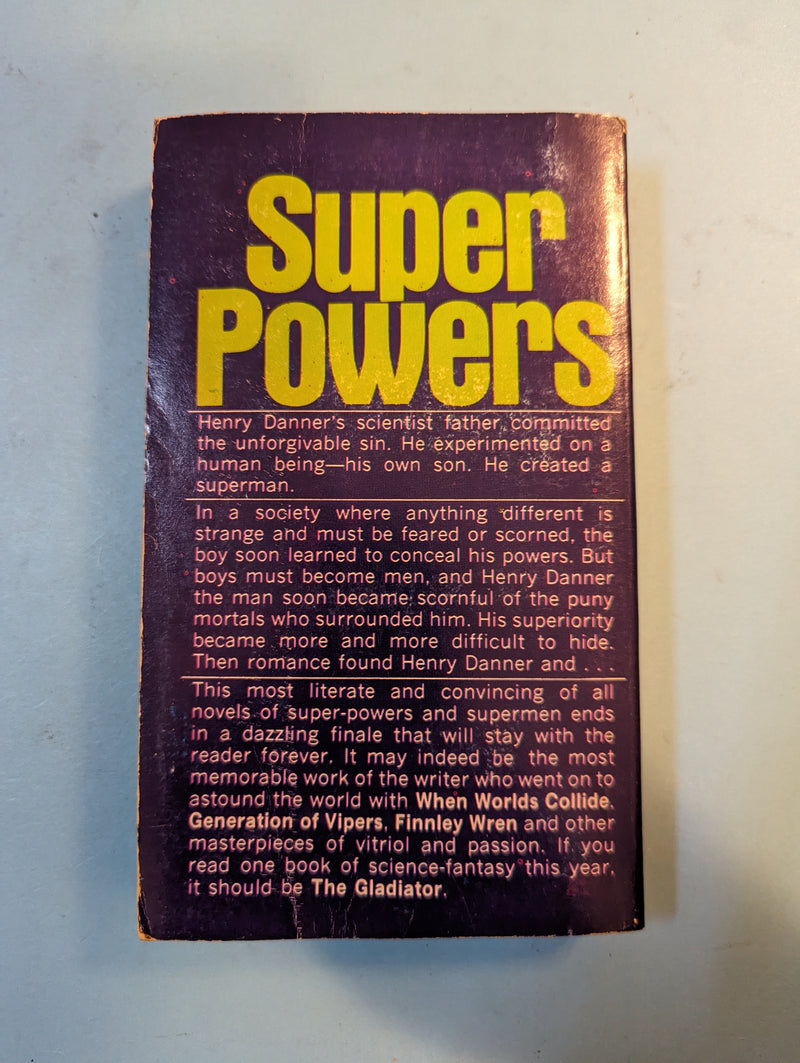 Super
Powers
Henry Danner's scientist father committed
the unforgivable sin. He experimented on a
human being—his own son. He created a
superman.
In a society where anything different is
strange and must be feared or scorned, the
boy soon learned to conceal his powers. But
boys must become men, and Henry Danner
the man soon became scornful of the puny
mortals who surrounded him. His superiority
became more and more difficult to hide.
Then romance found Henry Danner and . . .
This most literate and convincing of all
novels of super-powers and supermen ends
in a dazzling finale that will stay with the
reader forever. It may indeed be the most
memorable work of the writer who went on to
astound the world with When Worlds Collide,
Generation of Vipers, Finnley Wren and other
masterpieces of vitriol and passion. If you
read one book of science-fantasy this year,
it should be The Gladiator.